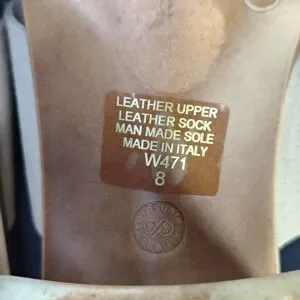 LEATHER UPPER
LEATHER SOCK
MAN MADE SOLE
MADE IN ITALY
W471
8